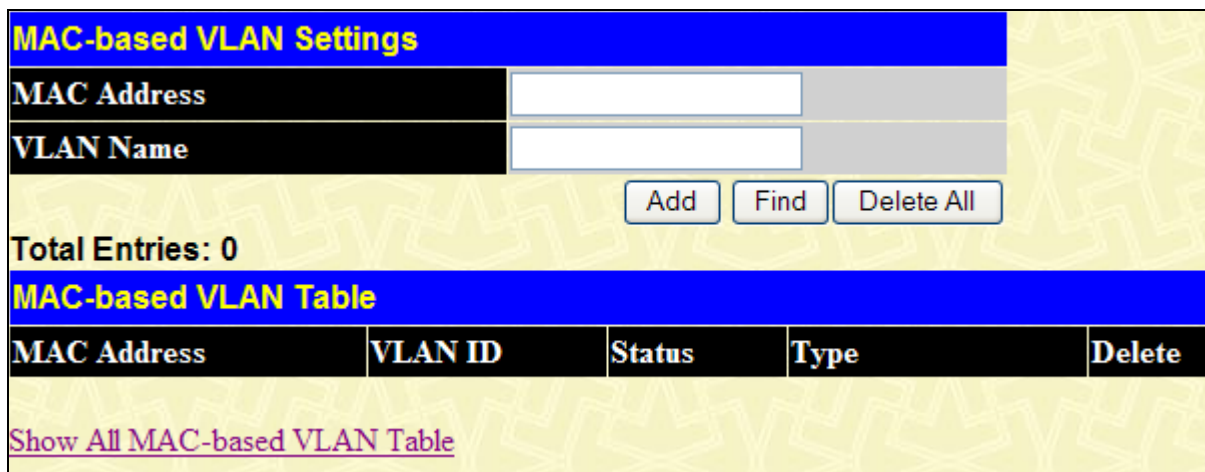 MAC-based VLAN Settings
MAC Address
VLAN Name
Add Find Delete All
Total Entries: 0
MAC-based VLAN Table
MAC Address VLAN ID Status Type Delete
Show All MAC-based VLAN Table